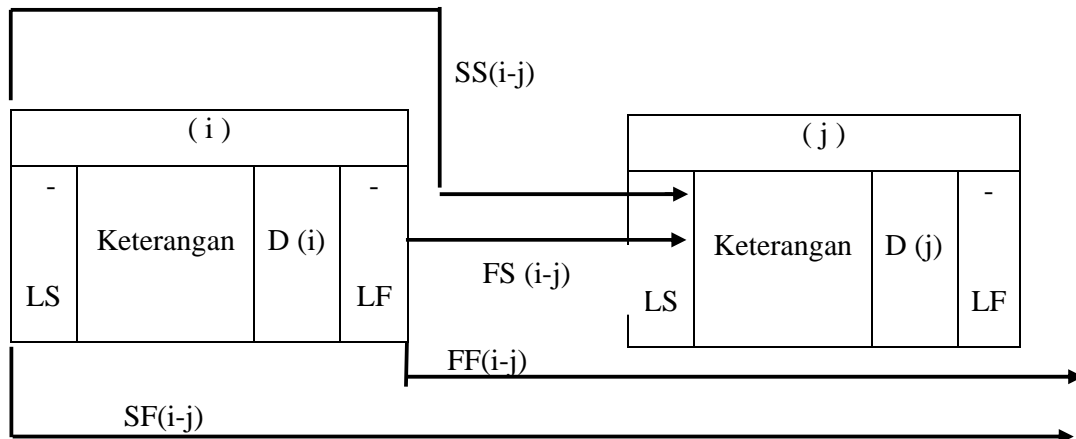 SS(i-j)
( i )
( j )
-
-
-
Keterangan
D (i)
Keterangan
D (j)
FS (i-j)
LS
LF
LS
LF
FF(i-j)
SF(i-j)